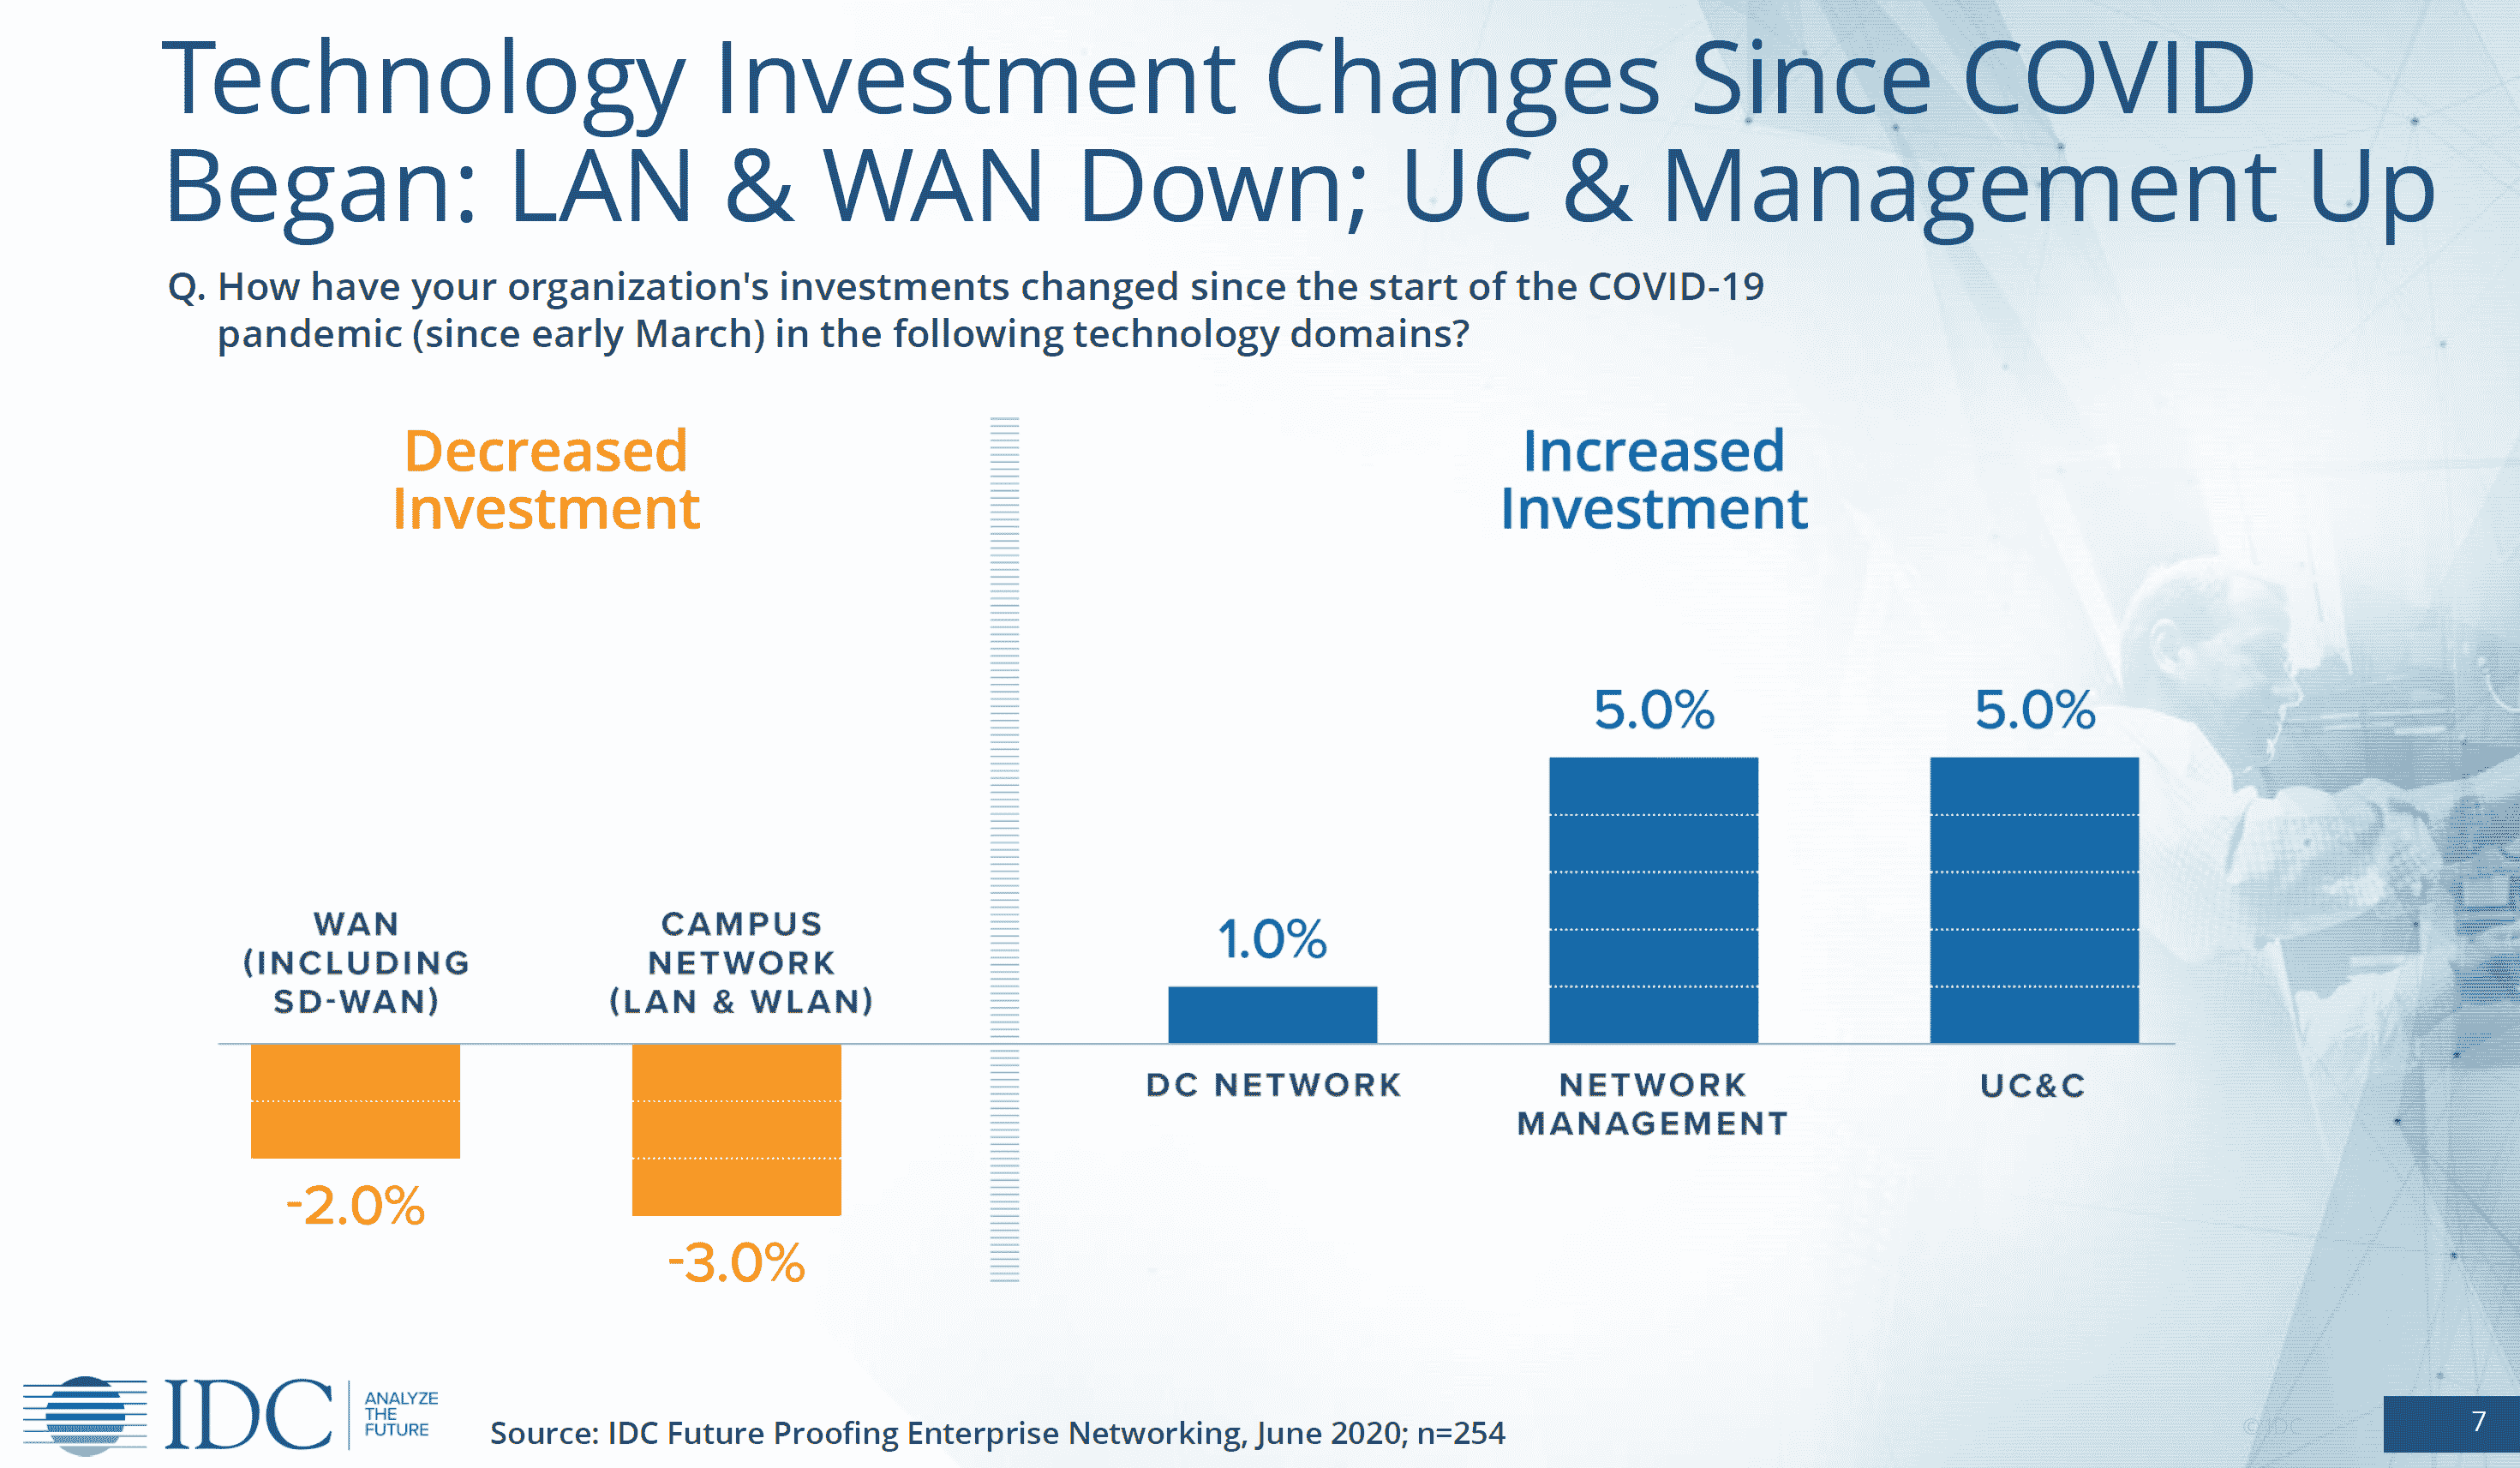 Technology Investment Changes Since COVID
Began: LAN & WAN Down; UC & Management Up
Q. How have your organization's investments changed since the start of the COVID-19
pandemic (since early March) in the following technology domains?
Decreased
Investment
Increased
Investment
WAN
(INCLUDING
SD-WAN)
-2.0%
CAMPUS
NETWORK
(LAN & WLAN)
-3.0%
1.0%
DC NETWORK
5.0%
NETWORK
MANAGEMENT
5.0%
UC&C
IDC
ANALYZE
THE
FUTURE
Source: IDC Future Proofing Enterprise Networking, June 2020; n=254
© IDC
7